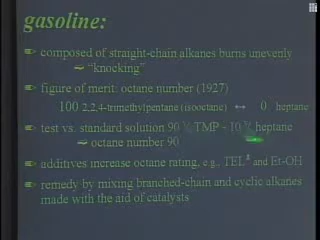 gasoline:
composed of straight-chain alkanes burns unevenly
⇨ “knocking”
figure of merit: octane number (1927)
100 2,2,4-trimethylpentane (isooctane) ↔ 0 heptane
test vs. standard solution 90 % TMP - 10 % heptane
⇨ octane number 90
additives increase octane rating, e.g., TEL and Et-OH
remedy by mixing branched-chain and cyclic alkanes
made with the aid of catalysts